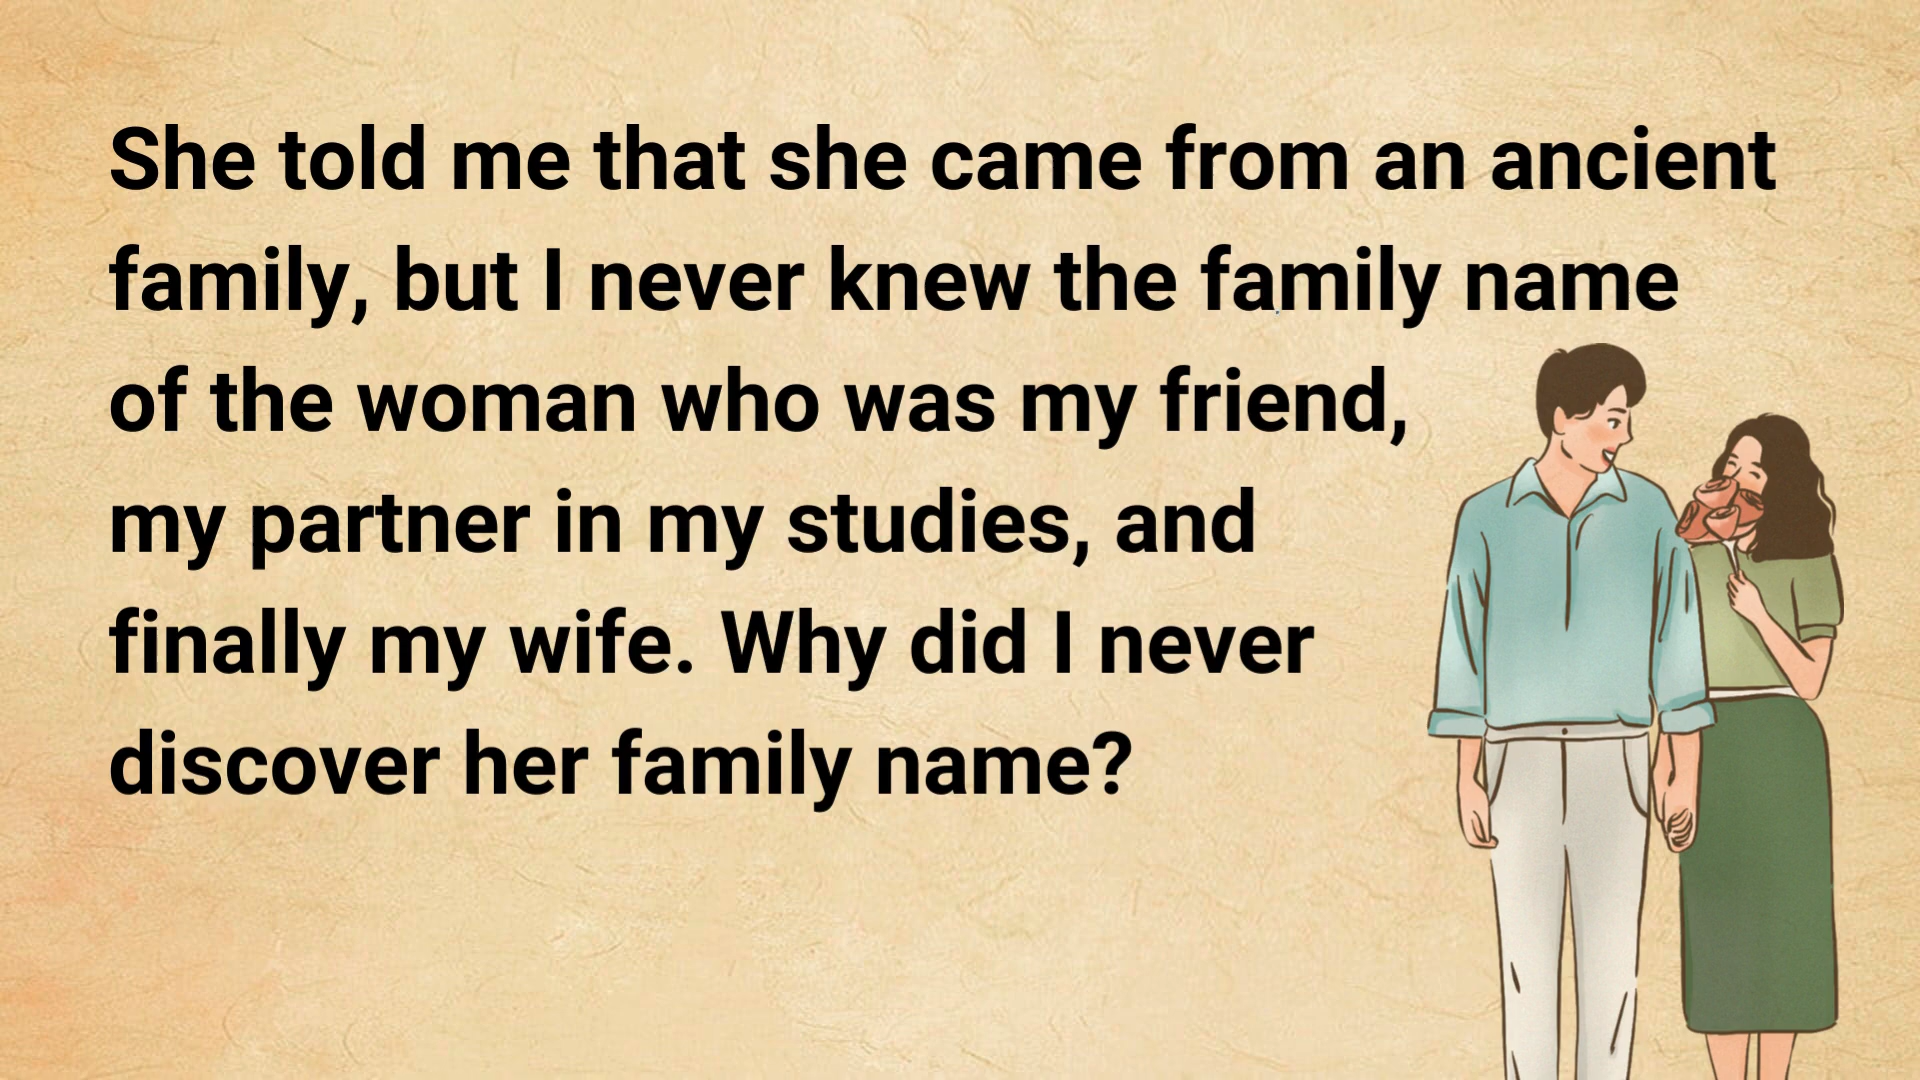 She told me that she came from an ancient
family, but I never knew the family name
of the woman who was my friend,
my partner in my studies, and
finally my wife. Why did I never
discover her family name?